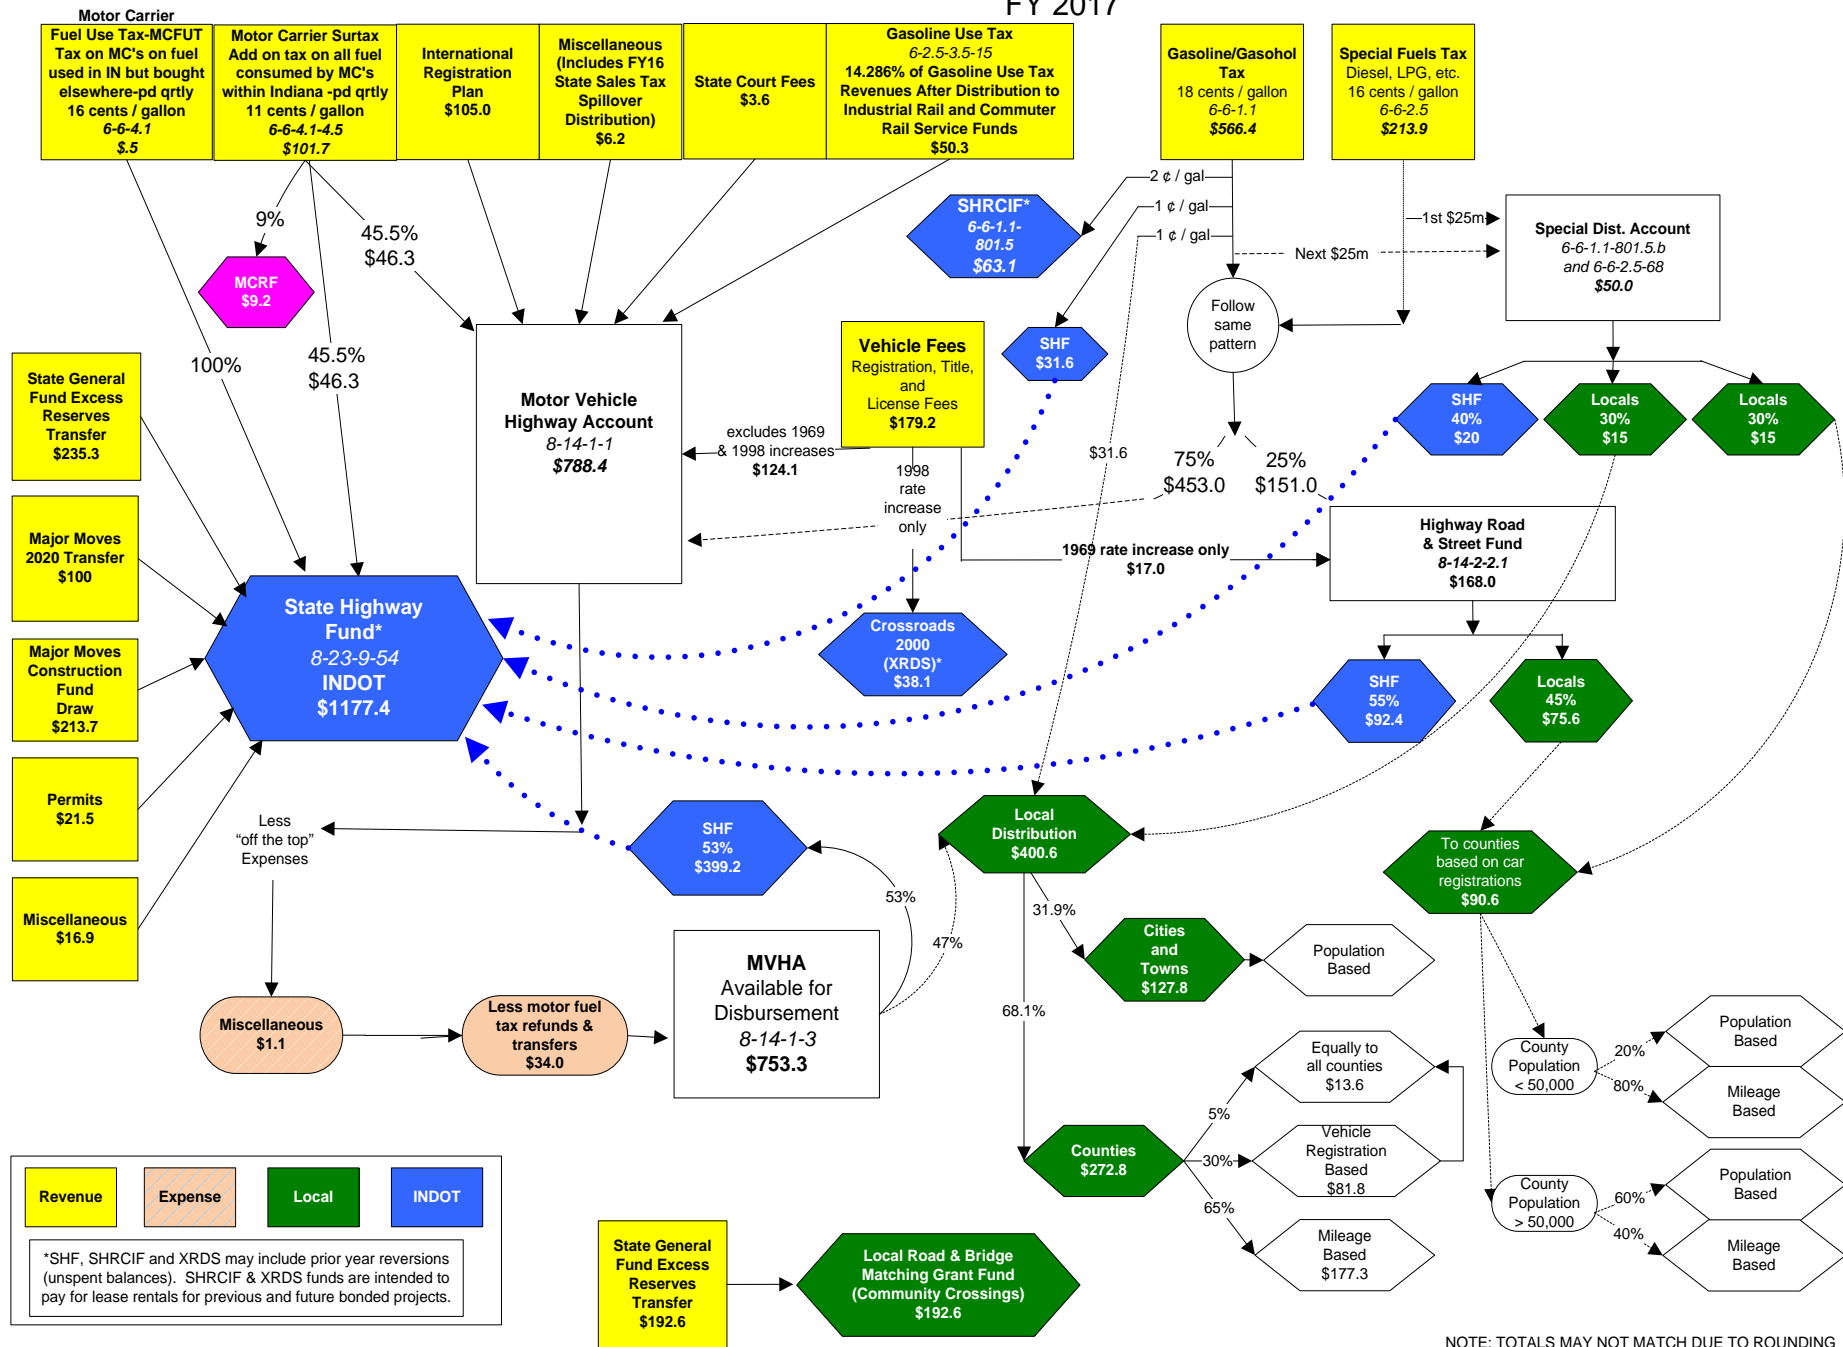 FY 2017
Motor Carrier
Fuel Use Tax-MCFUT
Tax on MC's on fuel
used in IN but bought
elsewhere-pd qrtly
16 cents / gallon
6-6-4.1
$.5
Motor Carrier Surtax
Add on tax on all fuel
consumed by MC's
within Indiana -pd qrtly
11 cents / gallon
6-6-4.1-4.5
$101.7
International
Registration
Plan
$105.0
Miscellaneous
(Includes FY16
State Sales Tax
Spillover
Distribution)
$6.2
State Court Fees
$3.6
Gasoline Use Tax
6-2.5-3.5-15
14.286% of Gasoline Use Tax
Revenues After Distribution to
Industrial Rail and Commuter
Rail Service Funds
$50.3
Gasoline/Gasohol
Tax
18 cents / gallon
6-6-1.1
$566.4
Special Fuels Tax
Diesel, LPG, etc.
16 cents / gallon
6-6-2.5
$213.9
9%
MCRF
$9.2
45.5%
$46.3
45.5%
$46.3
100%
SHRCIF*
6-6-1.1-
801.5
$63.1
2 ¢ / gal
1 ¢ / gal
1 ¢ / gal
1st $25m
Next $25m
Special Dist. Account
6-6-1.1-801.5.b
and 6-6-2.5-68
$50.0
Follow
same
pattern
SHF
$31.6
Vehicle Fees
Registration, Title,
and
License Fees
$179.2
Motor Vehicle
Highway Account
8-14-1-1
$788.4
excludes 1969
& 1998 increases
$124.1
1998
rate
increase
only
$31.6
75%
$453.0
25%
$151.0
SHF
40%
$20
Locals
30%
$15
Locals
30%
$15
State General
Fund Excess
Reserves
Transfer
$235.3
Major Moves
2020 Transfer
$100
Major Moves
Construction
Fund
Draw
$213.7
Permits
$21.5
Miscellaneous
$16.9
State Highway
Fund*
8-23-9-54
INDOT
$1177.4
1969 rate increase only
$17.0
Highway Road
& Street Fund
8-14-2-2.1
$168.0
Crossroads
2000
(XRDS)*
$38.1
SHF
55%
$92.4
Locals
45%
$75.6
Less
“off the top”
Expenses
SHF
53%
$399.2
53%
47%
Local
Distribution
$400.6
To counties
based on car
registrations
$90.6
31.9%
68.1%
Cities
and
Towns
$127.8
Population
Based
Miscellaneous
$1.1
Less motor fuel
tax refunds &
transfers
$34.0
MVHA
Available for
Disbursement
8-14-1-3
$753.3
Equally to
all counties
$13.6
5%
30%
65%
Counties
$272.8
Vehicle
Registration
Based
$81.8
Mileage
Based
$177.3
County
Population
< 50,000
20%
80%
Population
Based
Mileage
Based
County
Population
> 50,000
60%
40%
Population
Based
Mileage
Based
Revenue
Expense
Local
INDOT
*SHF, SHRCIF and XRDS may include prior year reversions
(unspent balances).  SHRCIF & XRDS funds are intended to
pay for lease rentals for previous and future bonded projects.
State General
Fund Excess
Reserves
Transfer
$192.6
Local Road & Bridge
Matching Grant Fund
(Community Crossings)
$192.6
NOTE: TOTALS MAY NOT MATCH DUE TO ROUNDING